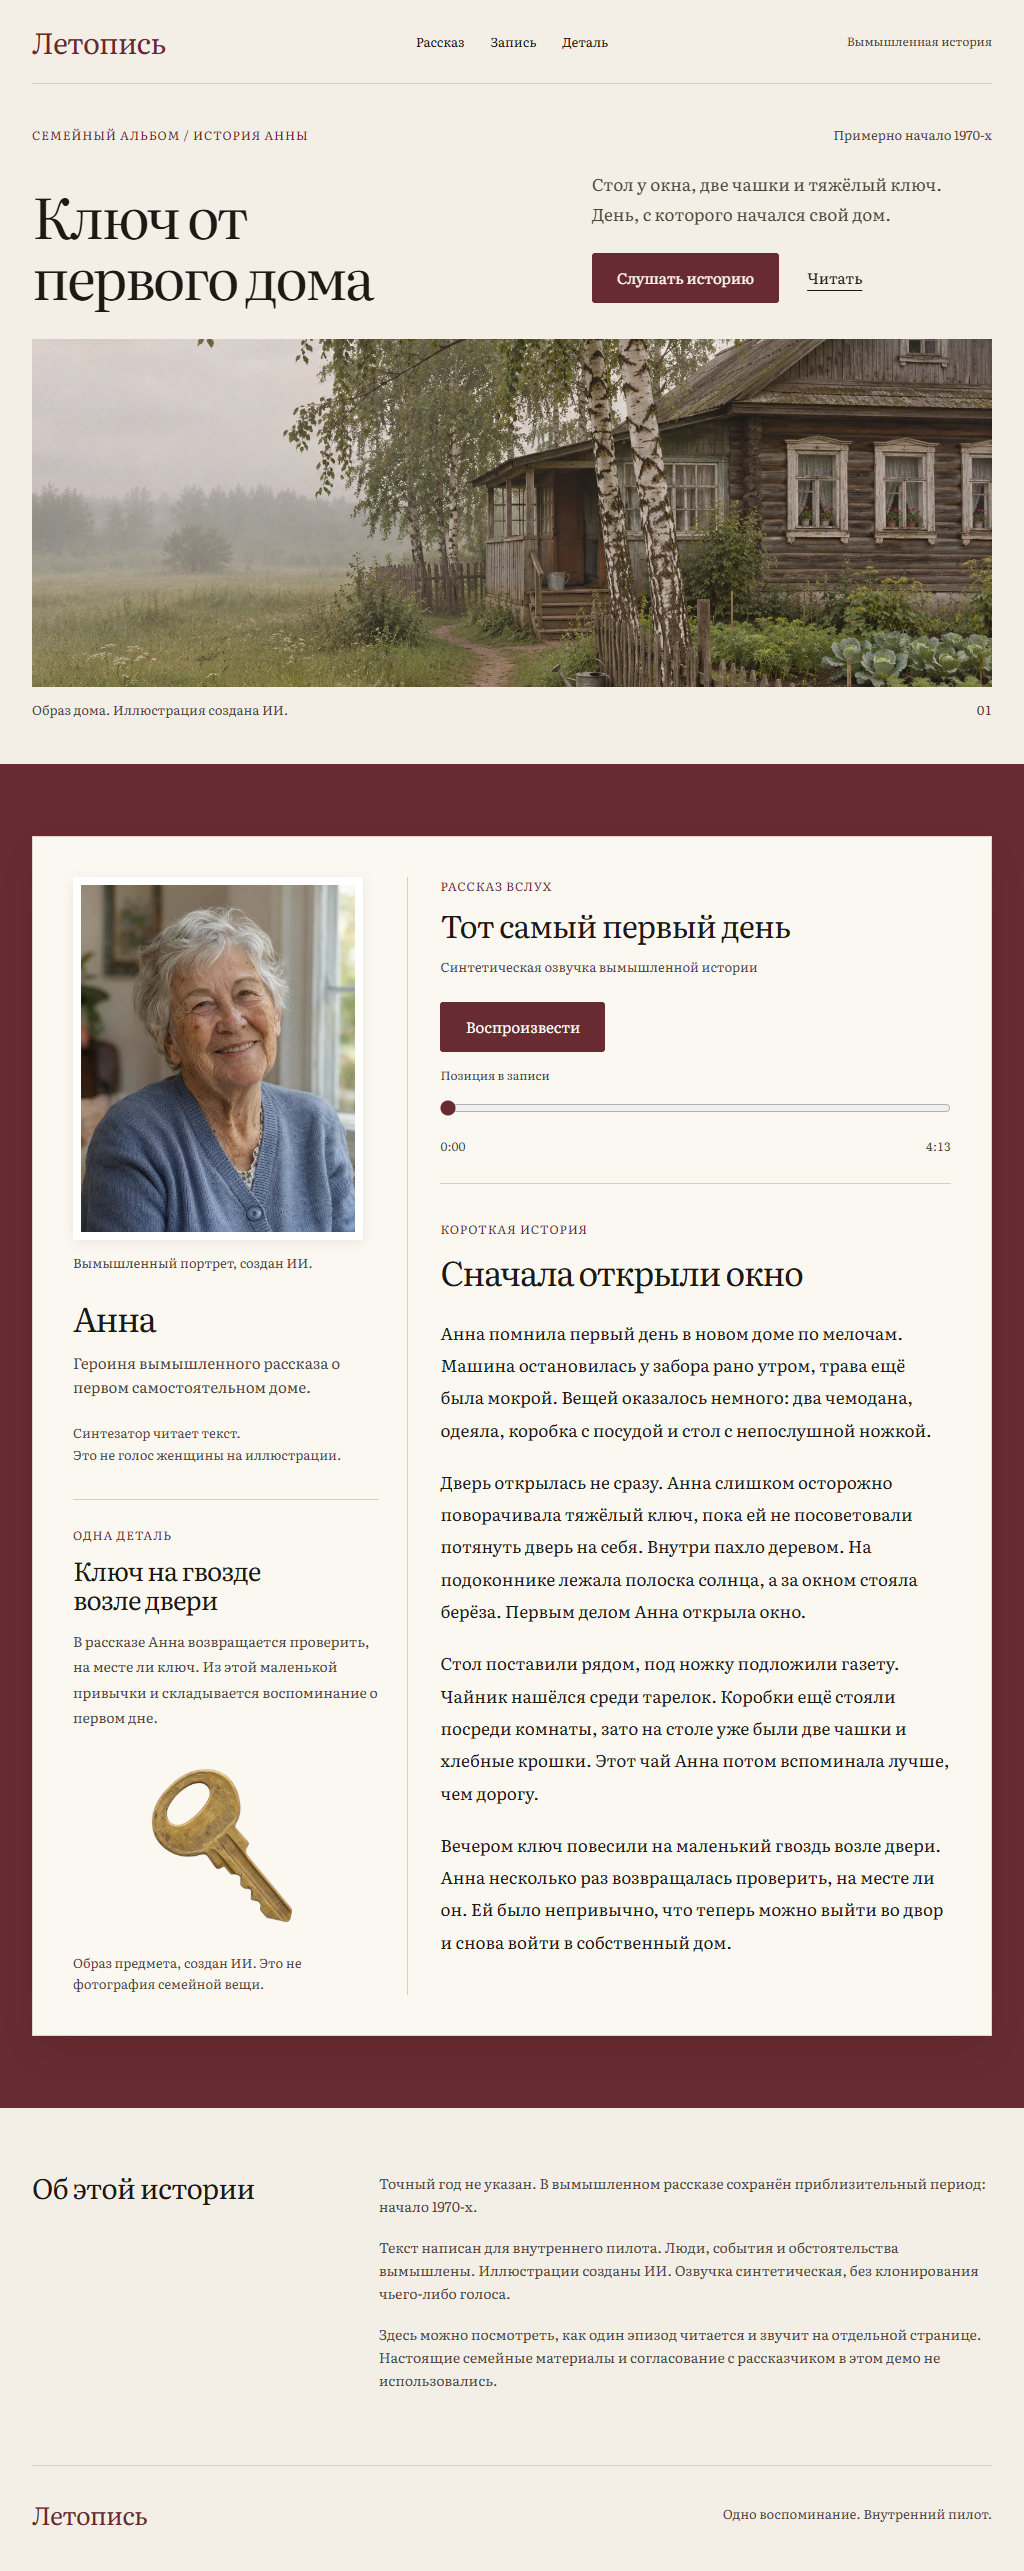 Летопись
Рассказ Запись Деталь
Вымышленная история
СЕМЕЙНЫЙ АЛЬБОМ / ИСТОРИЯ АННЫ
Примерно начало 1970-х
Ключ от
первого дома
Стол у окна, две чашки и тяжёлый ключ.
День, с которого начался свой дом.
Слушать историю
Читать
Образ дома. Иллюстрация создана ИИ.
01
Вымышленный портрет, создан ИИ.
Анна
Героиня вымышленного рассказа о
первом самостоятельном доме.
Синтезатор читает текст.
Это не голос женщины на иллюстрации.
ОДНА ДЕТАЛЬ
Ключ на гвозде
возле двери
В рассказе Анна возвращается проверить,
на месте ли ключ. Из этой маленькой
привычки и складывается воспоминание о
первом дне.
Образ предмета, создан ИИ. Это не
фотография семейной вещи.
РАССКАЗ ВСЛУХ
Тот самый первый день
Синтетическая озвучка вымышленной истории
Воспроизвести
Позиция в записи
0:00
4:13
КОРОТКАЯ ИСТОРИЯ
Сначала открыли окно
Анна помнила первый день в новом доме по мелочам.
Машина остановилась у забора рано утром, трава ещё
была мокрой. Вещей оказалось немного: два чемодана,
одеяла, коробка с посудой и стол с непослушной ножкой.
Дверь открылась не сразу. Анна слишком осторожно
поворачивала тяжёлый ключ, пока ей не посоветовали
потянуть дверь на себя. Внутри пахло деревом. На
подоконнике лежала полоска солнца, а за окном стояла
берёза. Первым делом Анна открыла окно.
Стол поставили рядом, под ножку подложили газету.
Чайник нашёлся среди тарелок. Коробки ещё стояли
посреди комнаты, зато на столе уже были две чашки и
хлебные крошки. Этот чай Анна потом вспоминала лучше,
чем дорогу.
Вечером ключ повесили на маленький гвоздь возле двери.
Анна несколько раз возвращалась проверить, на месте ли
он. Ей было непривычно, что теперь можно выйти во двор
и снова войти в собственный дом.
Об этой истории
Точный год не указан. В вымышленном рассказе сохранён приблизительный период:
начало 1970-х.
Текст написан для внутреннего пилота. Люди, события и обстоятельства
вымышлены. Иллюстрации созданы ИИ. Озвучка синтетическая, без клонирования
чьего-либо голоса.
Здесь можно посмотреть, как один эпизод читается и звучит на отдельной странице.
Настоящие семейные материалы и согласование с рассказчиком в этом демо не
использовались.
Летопись
Одно воспоминание. Внутренний пилот.